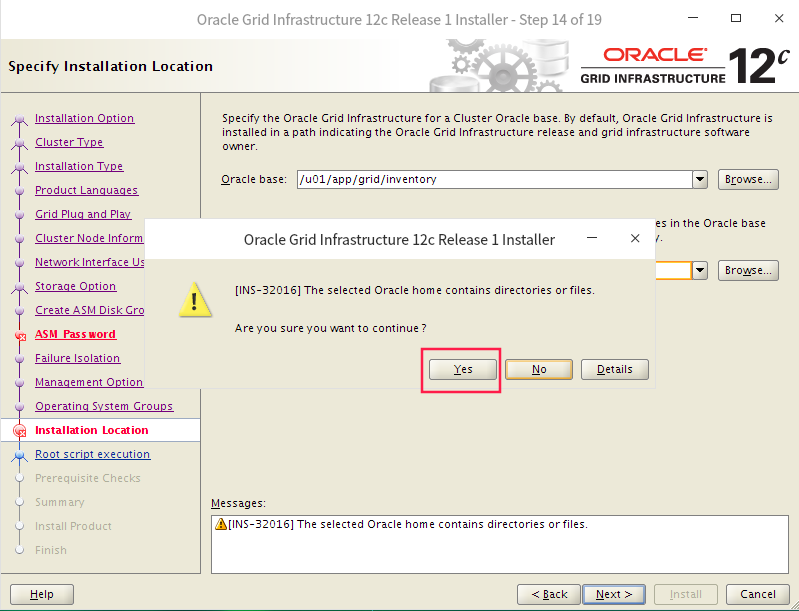 Oracle Grid Infrastructure 12c Release 1 Installer - Step 14 of 19
Specify Installation Location
ORACLE
GRID INFRASTRUCTURE
12c
Installation Option
Cluster Type
Installation Type
Product Languages
Grid Plug and Play
Cluster Node Inform
Network Interface Us
Storage Option
Create ASM Disk Gro
ASM Password
Failure Isolation
Management Option
Operating System Groups
Installation Location
Root script execution
Prerequisite Checks
Summary
Install Product
Finish
Specify the Oracle Grid Infrastructure for a Cluster Oracle base. By default, Oracle Grid Infrastructure is
installed in a path indicating the Oracle Grid Infrastructure release and grid infrastructure software
owner.
Oracle base: /u01/app/grid/inventory Browse...
es in the Oracle base
y.
Browse...
Oracle Grid Infrastructure 12c Release 1 Installer
[INS-32016] The selected Oracle home contains directories or files.
Are you sure you want to continue?
Yes No Details
Messages:
[INS-32016] The selected Oracle home contains directories or files.
Help < Back Next > Install Cancel